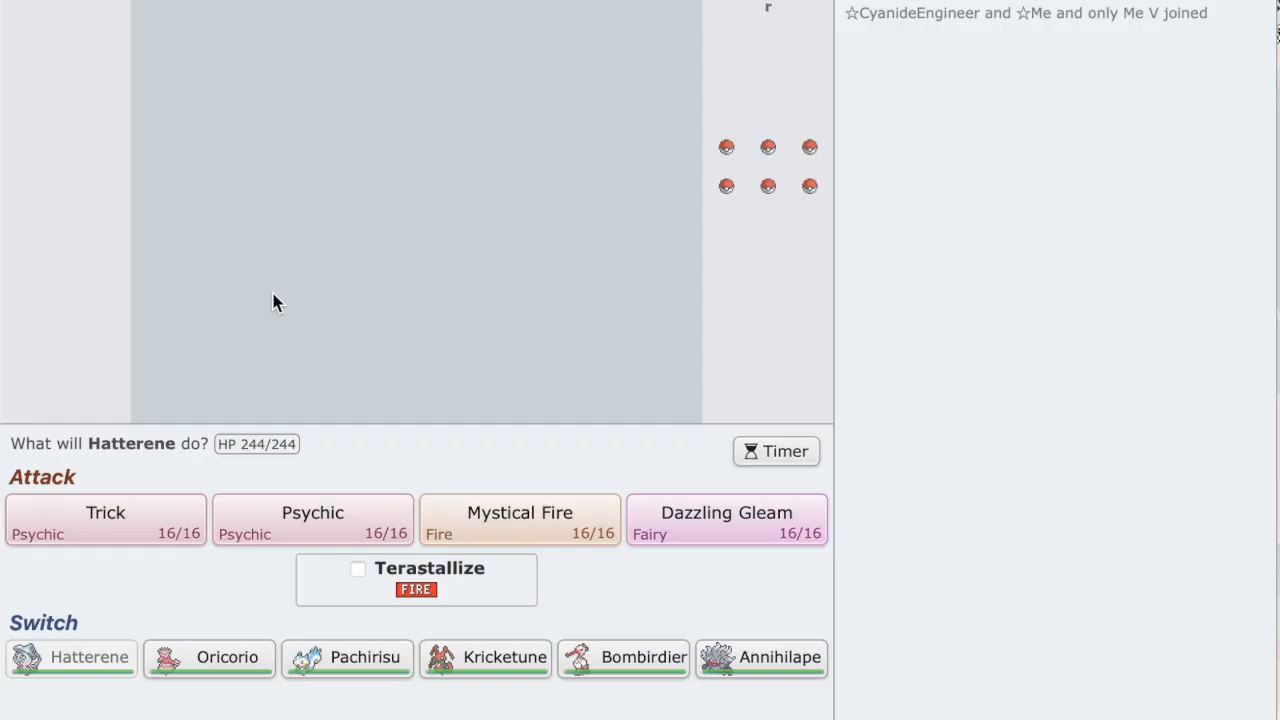 r
☆CyanideEngineer and ☆Me and only Me V joined
What will Hatterene do? HP 244/244
Timer
Attack
Trick
Psychic 16/16
Psychic
Psychic 16/16
Mystical Fire
Fire 16/16
Dazzling Gleam
Fairy 16/16
Terastallize
FIRE
Switch
Hatterene
Oricorio
Pachirisu
Kricketune
Bombirdier
Annihilape